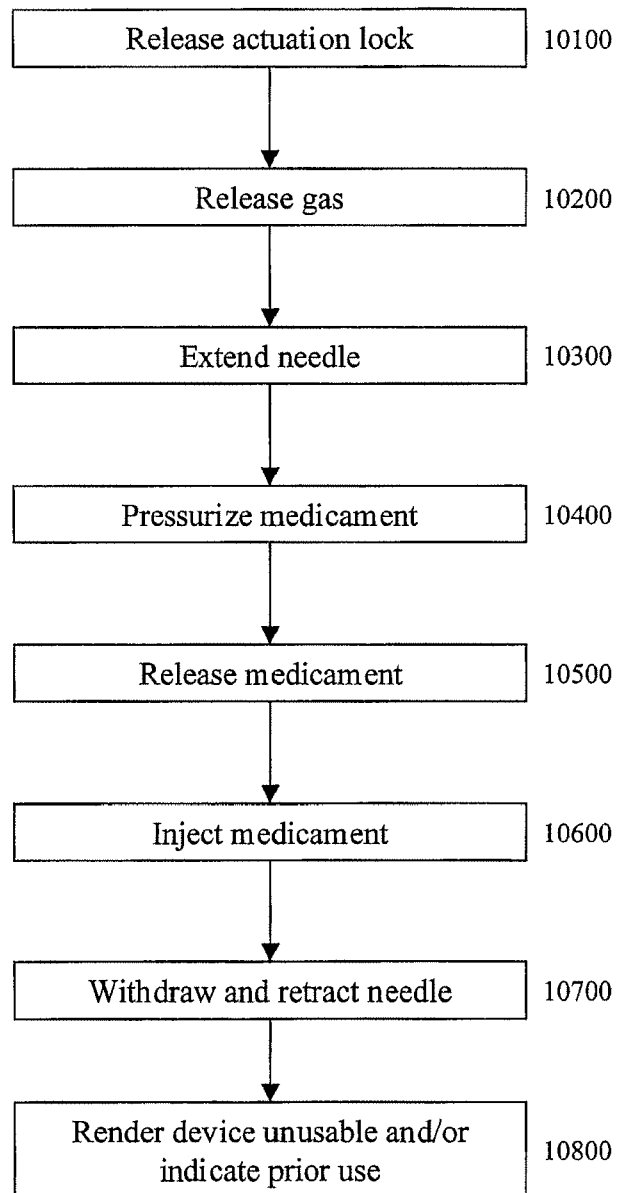 Release actuation lock 10100
Release gas 10200
Extend needle 10300
Pressurize medicament 10400
Release medicament 10500
Inject medicament 10600
Withdraw and retract needle 10700
Render device unusable and/or
indicate prior use 10800